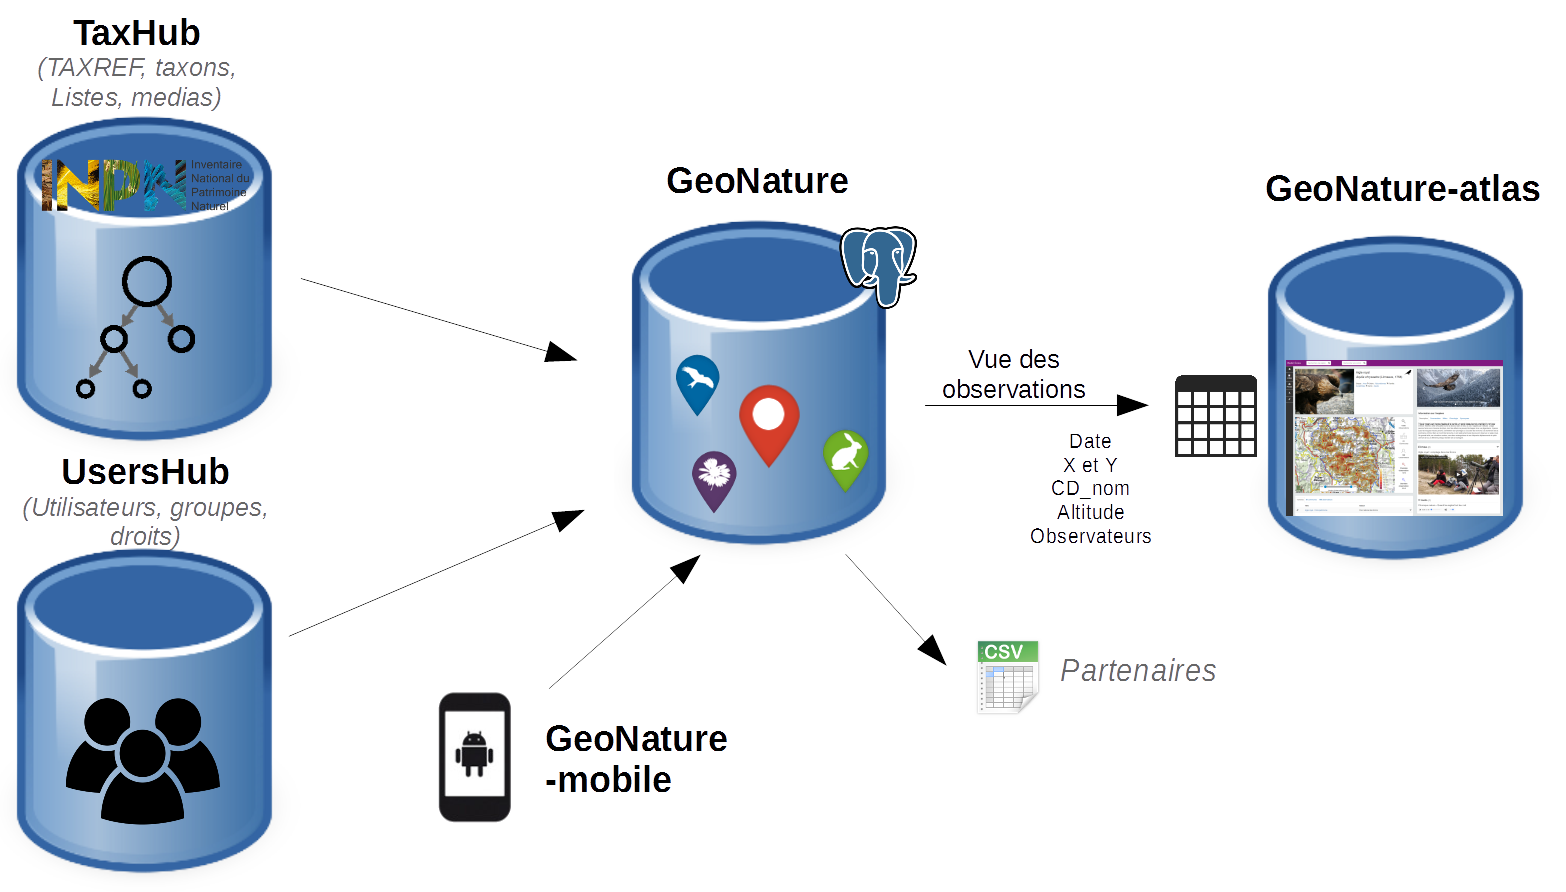 TaxHub
(TAXREF, taxons,
Listes, medias)
INPN
Inventaire
National du
Patrimoine
Naturel
UsersHub
(Utilisateurs, groupes,
droits)
GeoNature
-mobile
GeoNature
Vue des
observations
Date
X et Y
CD_nom
Altitude
Observateurs
CSV
Partenaires
GeoNature-atlas